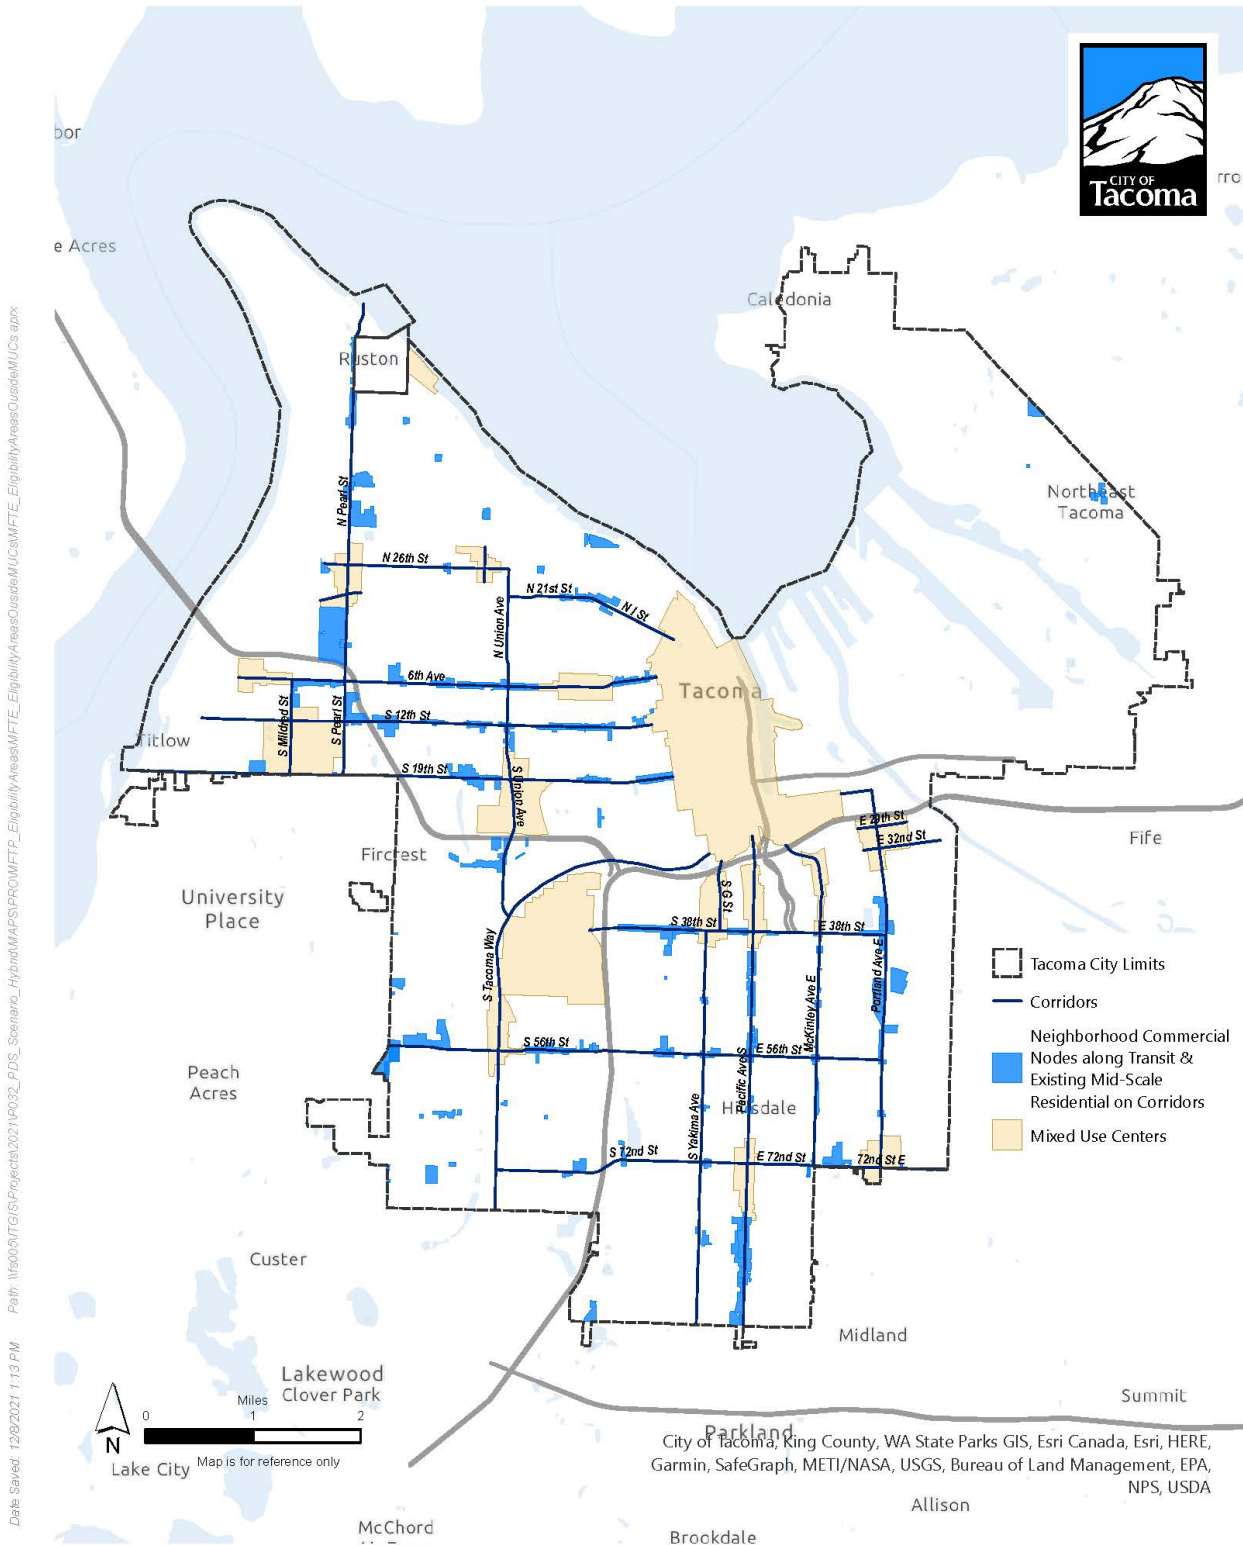 bor
CITY OF
Tacoma
rro
e Acres
Caledonia
Ruston
N Pearl St
Northeast
Tacoma
N 26th St
N 21st St
N I St
N Union Ave
6th Ave
Tacoma
S Mildred St
S Pearl St
S 12th St
Titlow
S 19th St
S Union Ave
E 29th St
E 32nd St
Fife
Fircrest
University
Place
S G St
S 38th St
E 38th St
S Tacoma Way
Portland Ave E
McKinley Ave E
Tacoma City Limits
Corridors
Neighborhood Commercial
Nodes along Transit &
Existing Mid-Scale
Residential on Corridors
Mixed Use Centers
S 56th St
E 56th St
Pacific Ave S
Peach
Acres
Hillsdale
S Yakima Ave
S 72nd St
E 72nd St
72nd St E
Custer
Midland
Lakewood
Clover Park
Summit
Miles
0 1 2
N
Map is for reference only
Lake City
Parkland
City of Tacoma, King County, WA State Parks GIS, Esri Canada, Esri, HERE,
Garmin, SafeGraph, METI/NASA, USGS, Bureau of Land Management, EPA,
NPS, USDA
Allison
McChord
Brookdale
Date Saved: 12/9/2021 1:13 PM